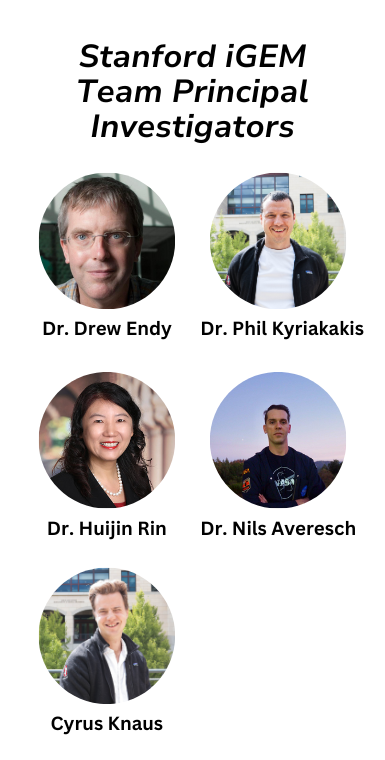 Stanford iGEM
Team Principal
Investigators
Dr. Drew Endy
Dr. Phil Kyriakakis
Dr. Huijin Rin
NASA
Dr. Nils Averesch
Cyrus Knaus